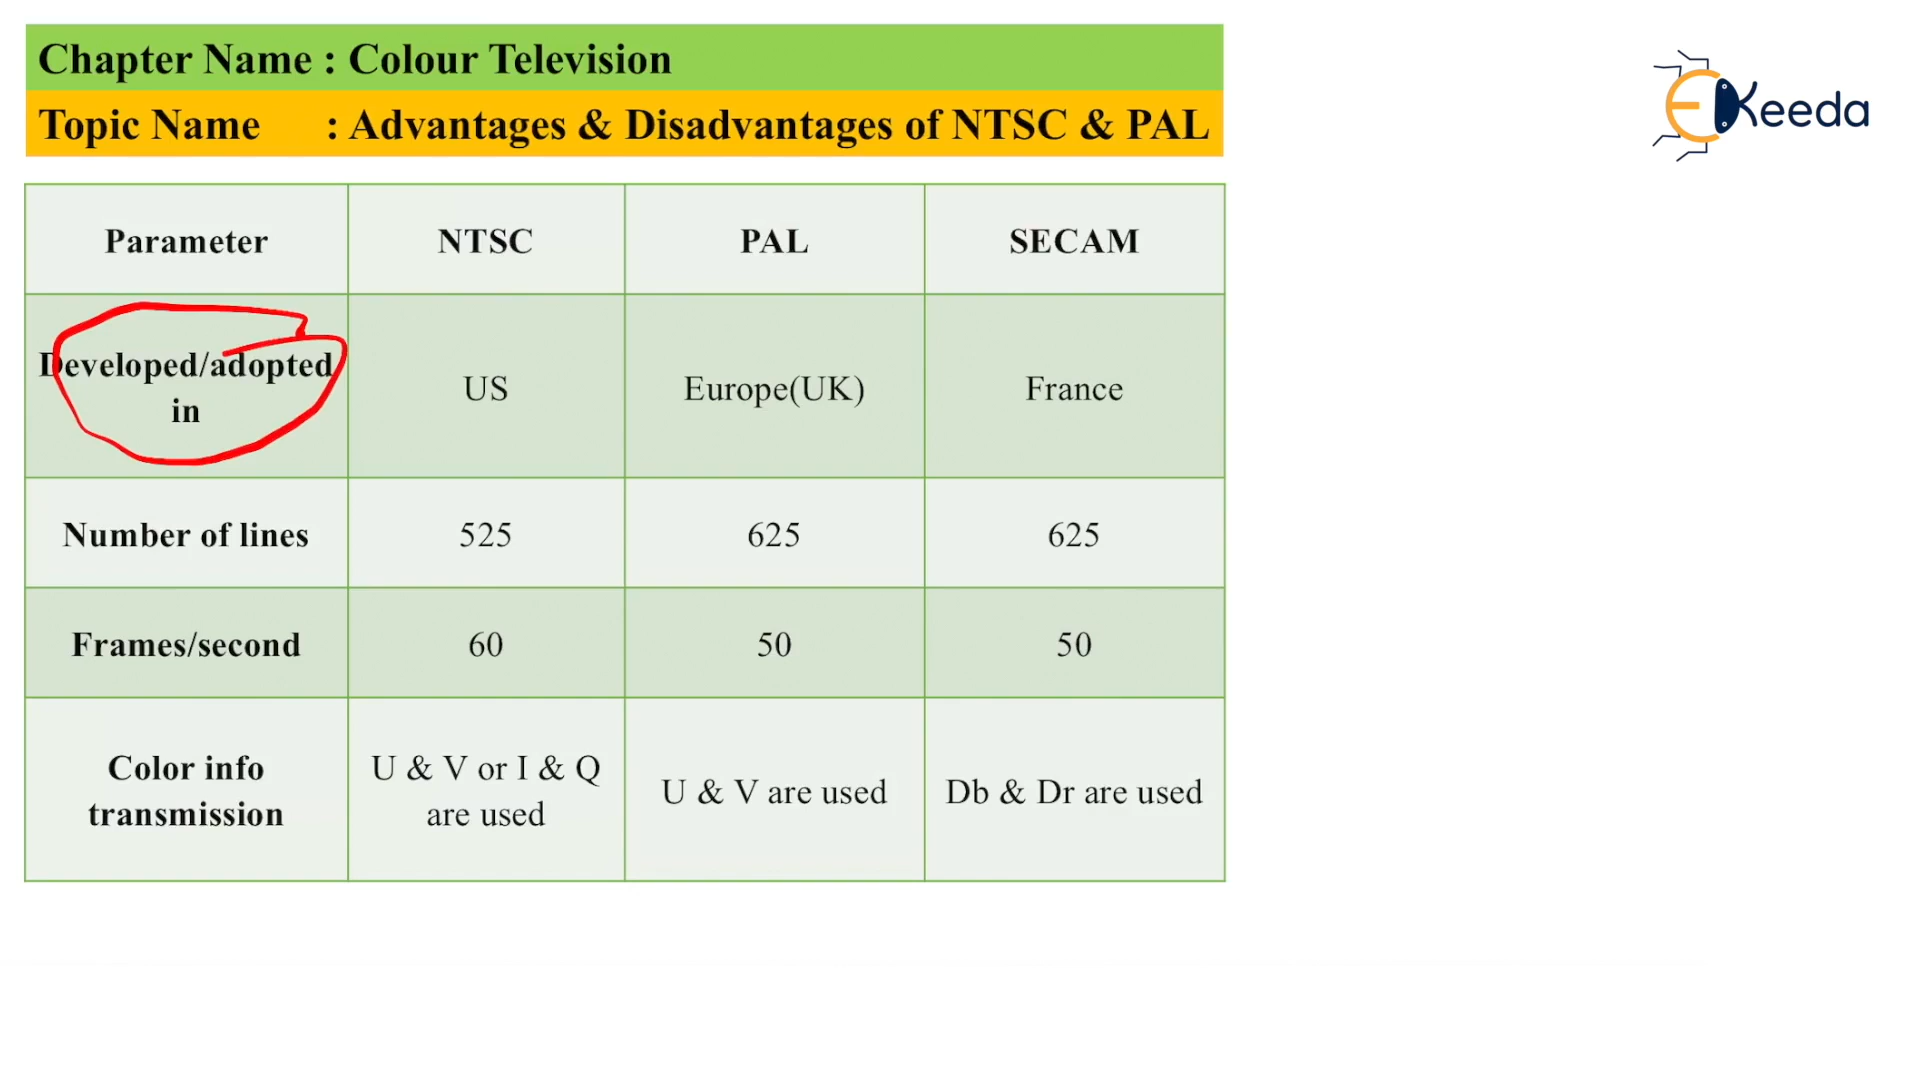 Chapter Name : Colour Television
Topic Name : Advantages & Disadvantages of NTSC & PAL
EKeeda
Parameter NTSC PAL SECAM
Developed/adopted
in US Europe(UK) France
Number of lines 525 625 625
Frames/second 60 50 50
Color info
transmission U & V or I & Q
are used U & V are used Db & Dr are used